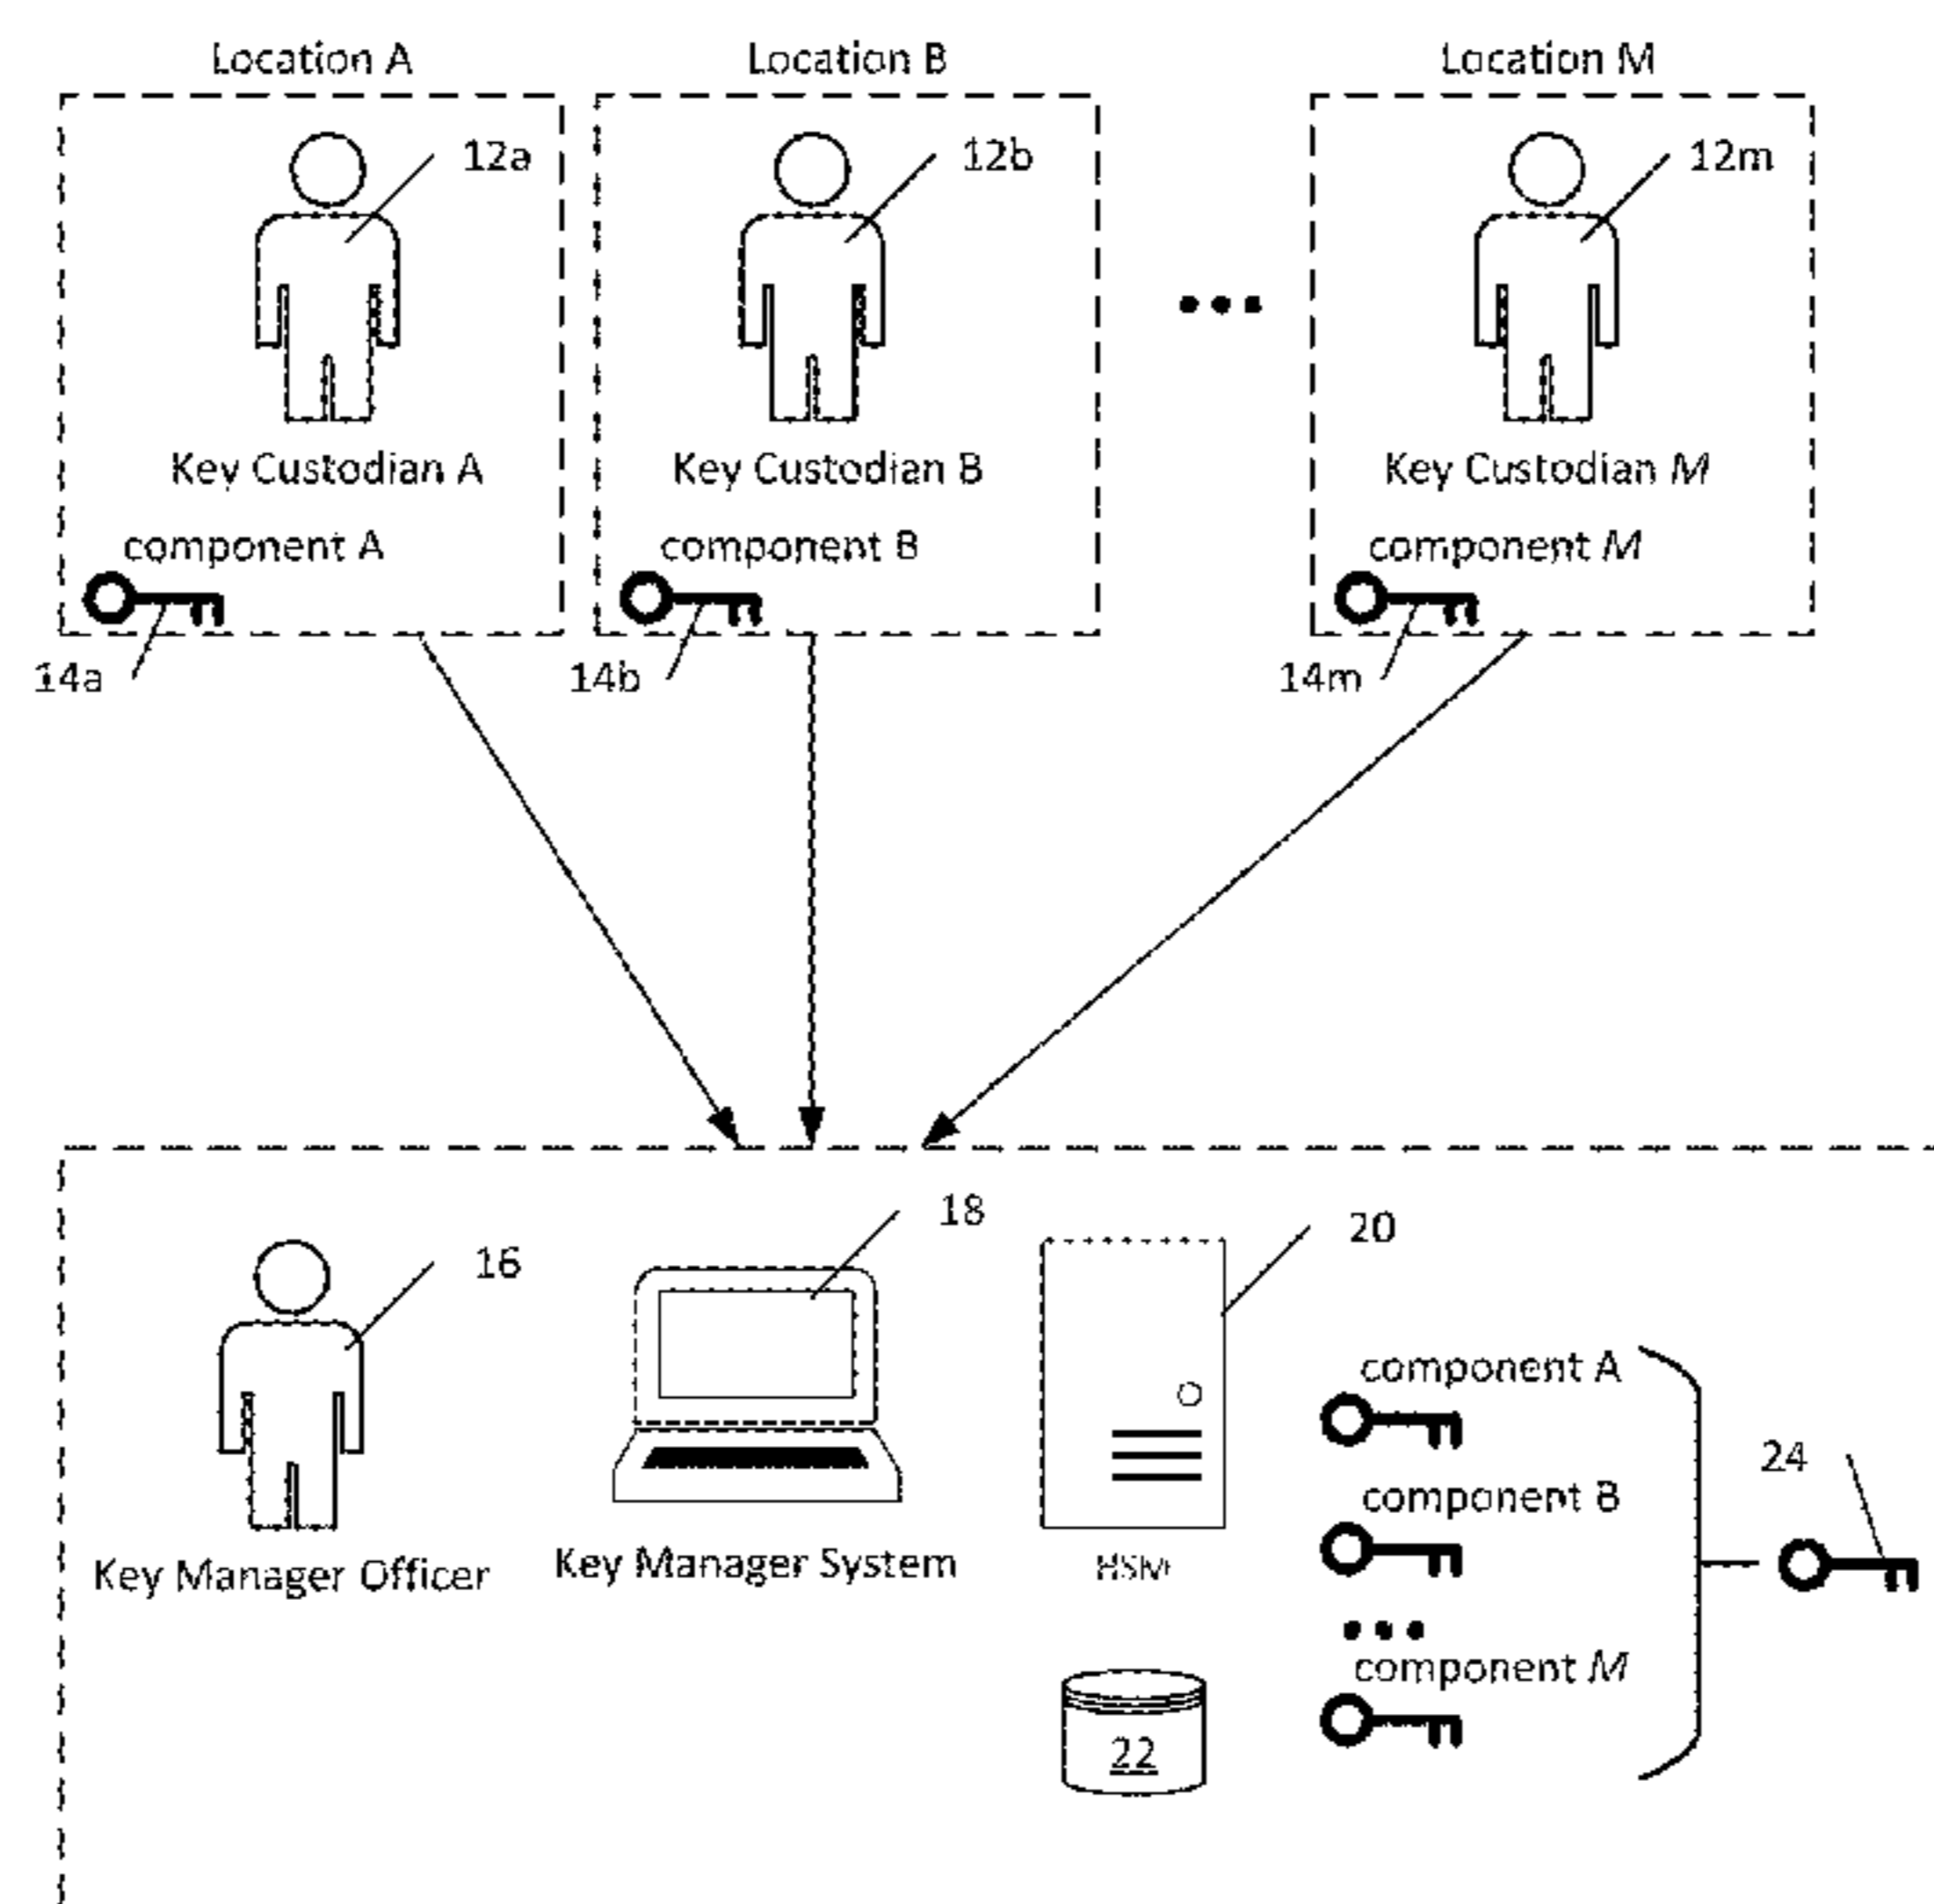 Location A
Location B
Location M
12a
12b
12m
Key Custodian A
Key Custodian B
Key Custodian M
component A
component B
component M
14a
14b
14m
18
20
16
component A
24
component B
Key Manager Officer
Key Manager System
HSM
component M
22